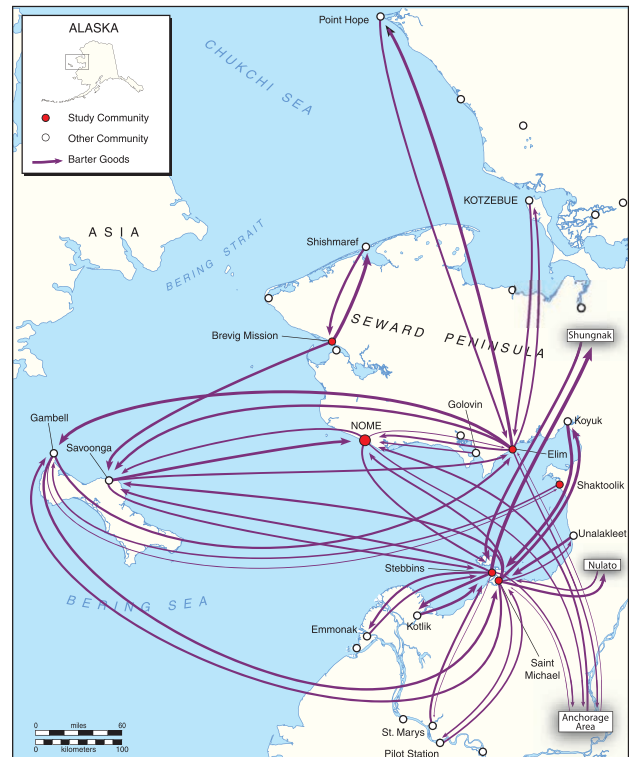 Point Hope
ALASKA
CHUKCHI SEA
Study Community
Other Community
Barter Goods
KOTZEBUE
ASIA
BERING STRAIT
Shishmaref
SEWARD PENINSULA
Brevig Mission
Shungnak
Golovin
Gambell
NOME
Koyuk
Savoonga
Elim
Shaktoolik
Unalakleet
Stebbins
Nulato
BERING SEA
Emmonak
Kotlik
Saint
Michael
St. Marys
Anchorage
Area
Pilot Station
0 miles 60
0 kilometers 100